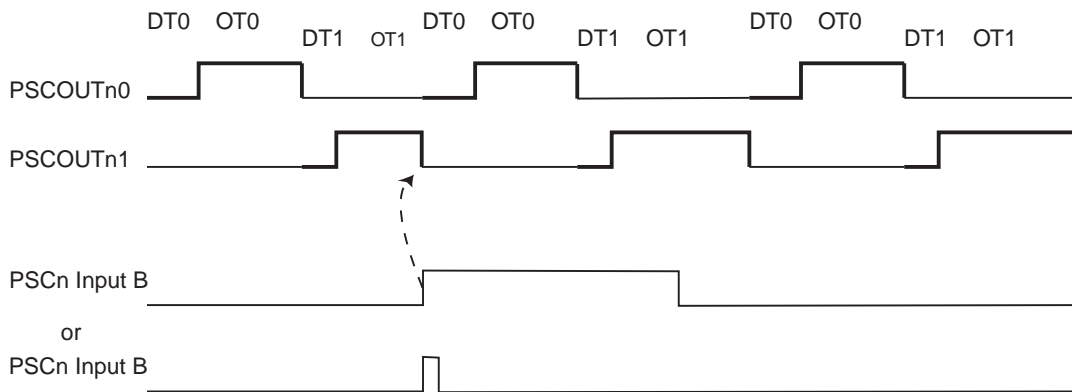 DT0 OT0 DT1 OT1 DT0 OT0 DT1 OT1 DT0 OT0 DT1 OT1
PSCOUTn0
PSCOUTn1
PSCn Input B
or
PSCn Input B